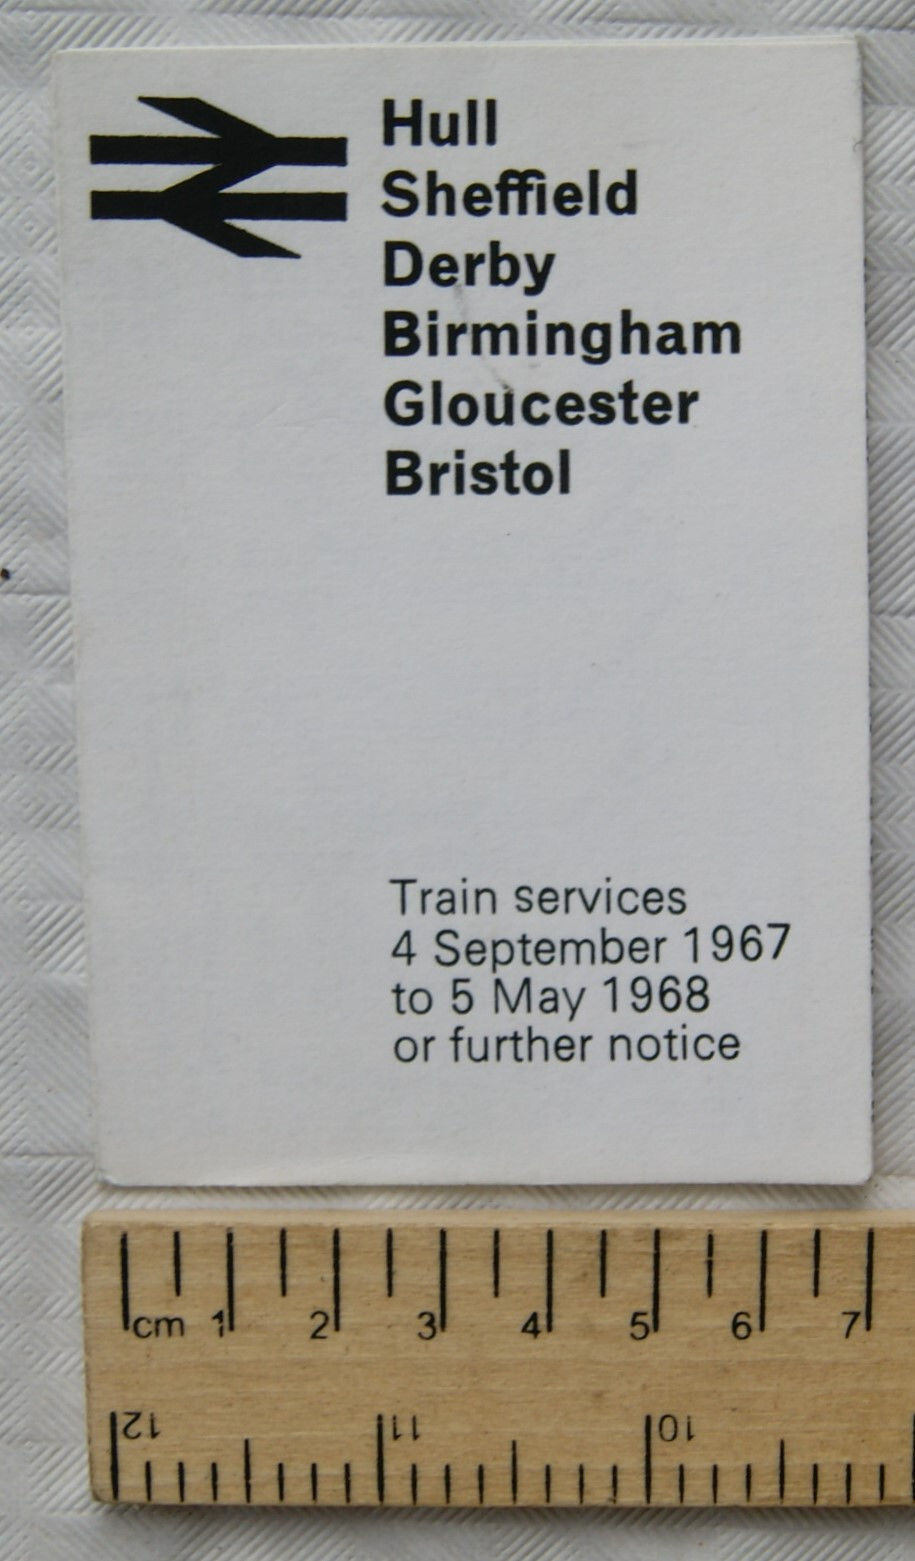 Hull
Sheffield
Derby
Birmingham
Gloucester
Bristol
Train services
4 September 1967
to 5 May 1968
or further notice
cm 1 2 3 4 5 6 7
12 11 10